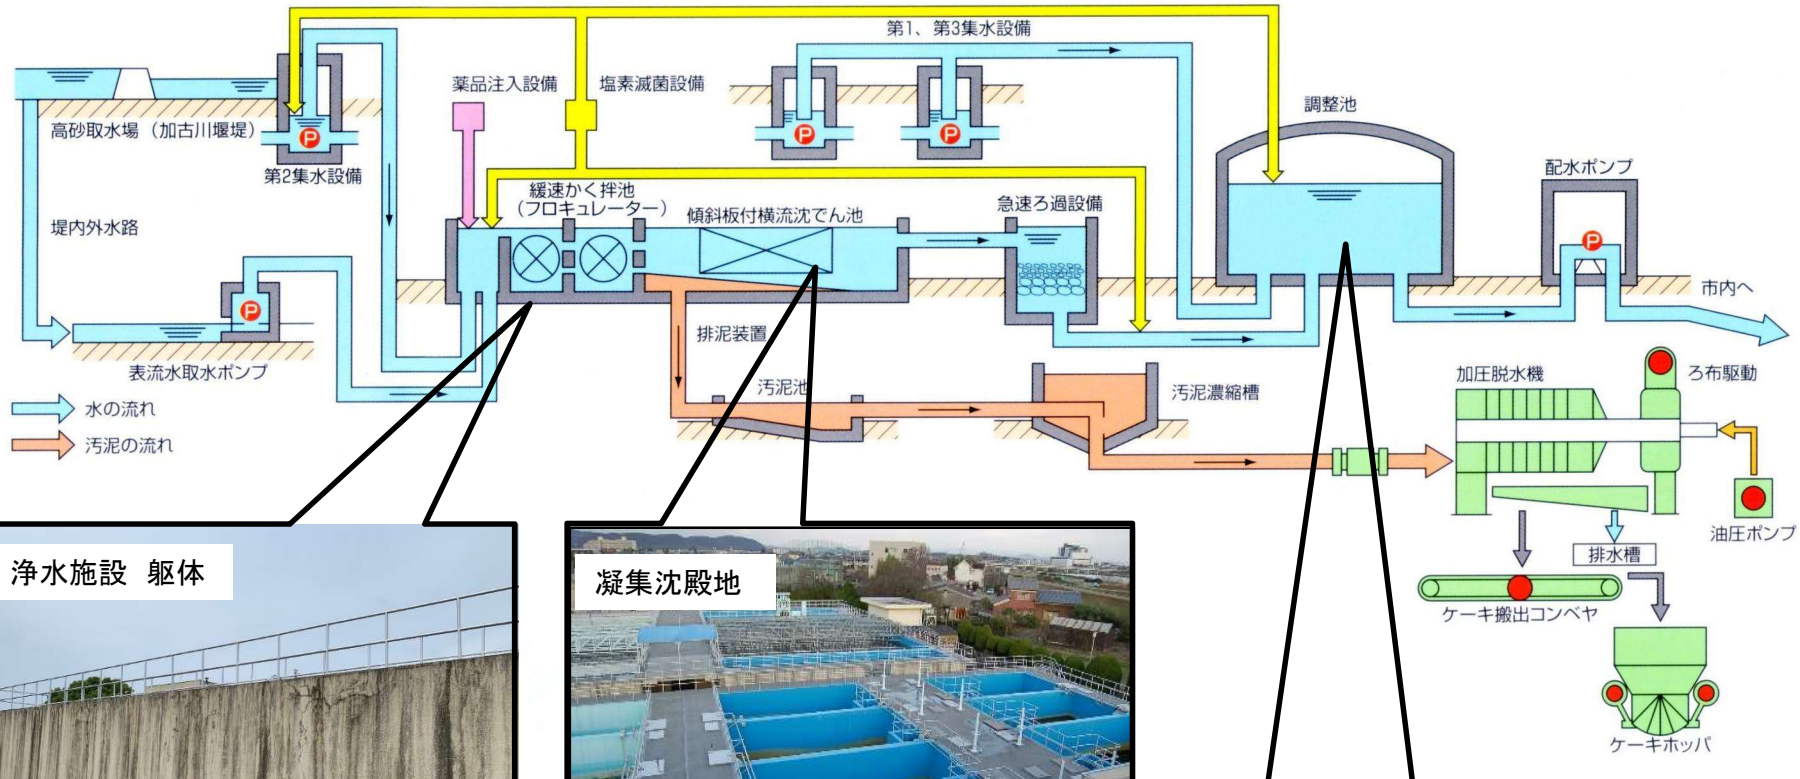 第1、第3集水設備
薬品注入設備
塩素滅菌設備
調整池
高砂取水場（加古川堰堤）
P
P
P
第2集水設備
配水ポンプ
緩速かく拌池
（フロキュレーター）
傾斜板付横流沈でん池
急速ろ過設備
堤内外水路
P
市内へ
P
排泥装置
表流水取水ポンプ
加圧脱水機
ろ布駆動
汚泥池
汚泥濃縮槽
水の流れ
汚泥の流れ
油圧ポンプ
排水槽
浄水施設 躯体
凝集沈殿地
ケーキ搬出コンベヤ
ケーキホッパ